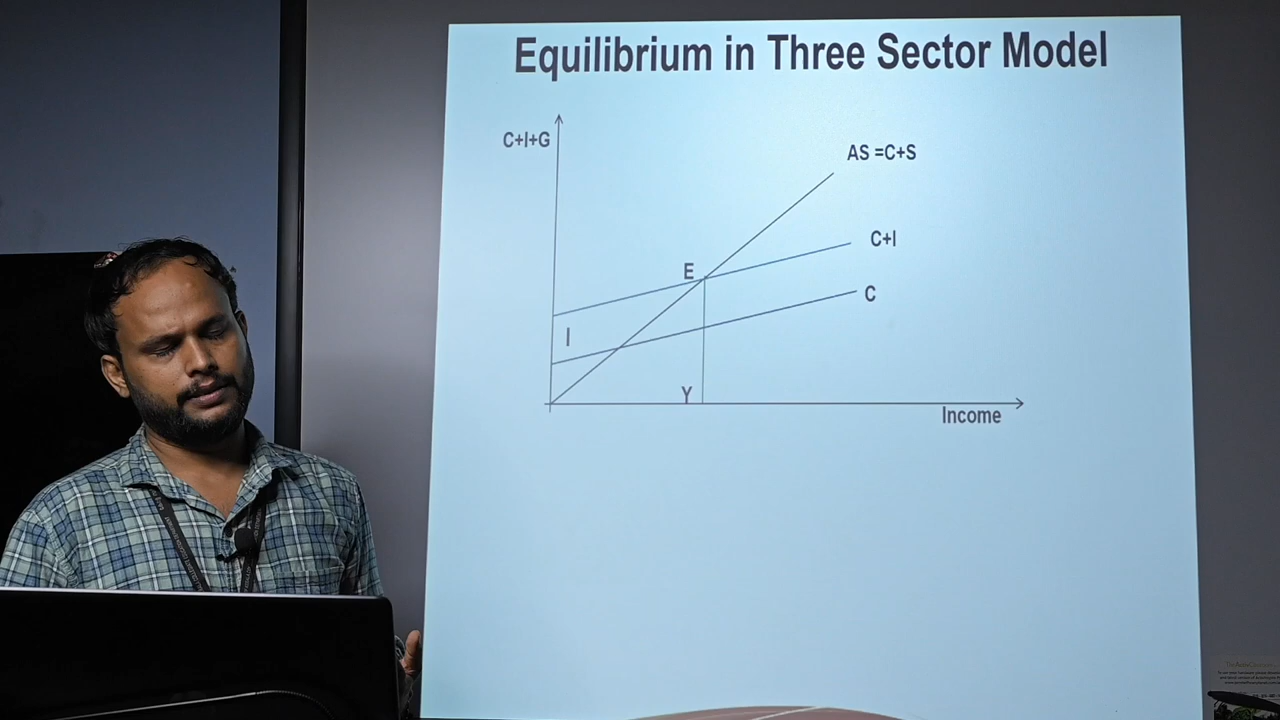 Equilibrium in Three Sector Model
C+I+G
AS =C+S
C+I
E
C
I
Y
Income